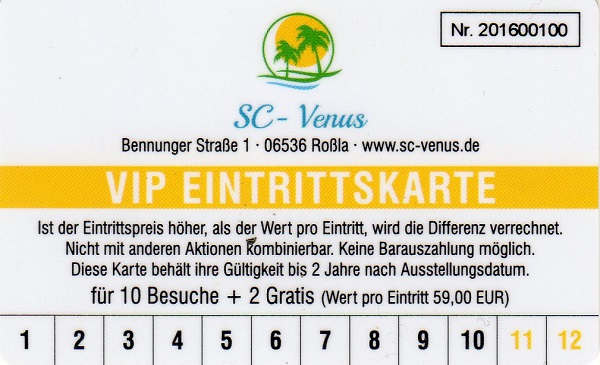 Nr. 201600100
SC- Venus
Bennunger Straße 1 · 06536 Roßla · www.sc-venus.de
VIP EINTRITTSKARTE
Ist der Eintrittspreis höher, als der Wert pro Eintritt, wird die Differenz verrechnet.
Nicht mit anderen Aktionen kombinierbar. Keine Barauszahlung möglich.
Diese Karte behält ihre Gültigkeit bis 2 Jahre nach Ausstellungsdatum.
für 10 Besuche + 2 Gratis (Wert pro Eintritt 59,00 EUR)
1 2 3 4 5 6 7 8 9 10 11 12